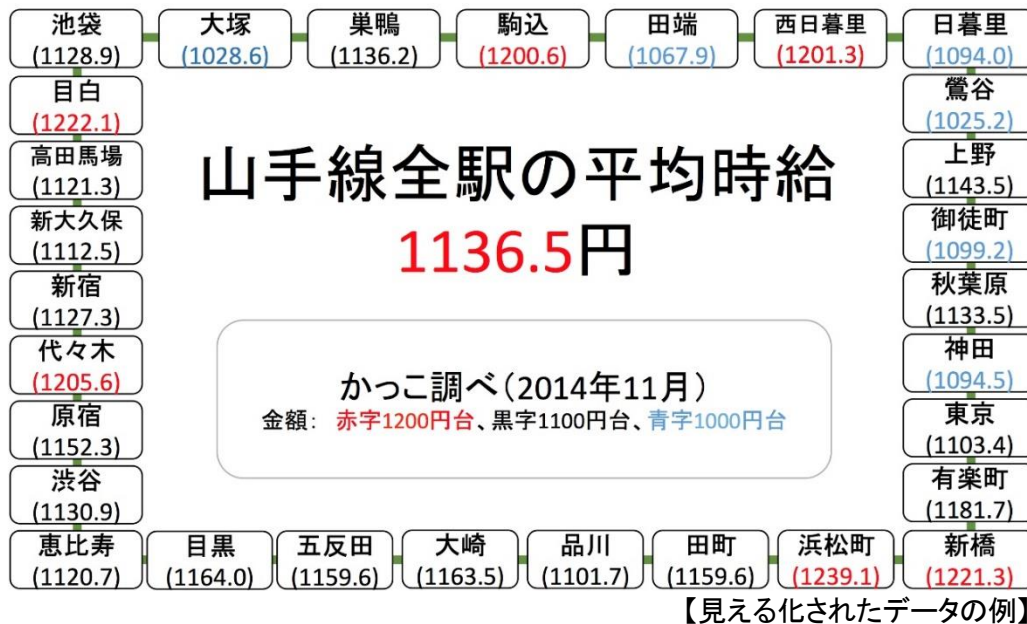 池袋
(1128.9)
大塚
(1028.6)
巣鴨
(1136.2)
駒込
(1200.6)
田端
(1067.9)
西日暮里
(1201.3)
日暮里
(1094.0)
目白
(1222.1)
高田馬場
(1121.3)
新大久保
(1112.5)
新宿
(1127.3)
代々木
(1205.6)
原宿
(1152.3)
渋谷
(1130.9)
山手線全駅の平均時給
1136.5円
かっこ調べ（2014年11月）
金額： 赤字1200円台、黒字1100円台、青字1000円台
鶯谷
(1025.2)
上野
(1143.5)
御徒町
(1099.2)
秋葉原
(1133.5)
神田
(1094.5)
東京
(1103.4)
有楽町
(1181.7)
恵比寿
(1120.7)
目黒
(1164.0)
五反田
(1159.6)
大崎
(1163.5)
品川
(1101.7)
田町
(1159.6)
浜松町
(1239.1)
新橋
(1221.3)
【見える化されたデータの例】